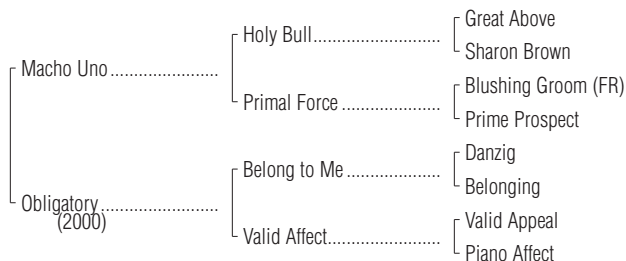 Great Above
Holy Bull
Sharon Brown
Macho Uno
Blushing Groom (FR)
Primal Force
Prime Prospect
Danzig
Belong to Me
Belonging
Obligatory
(2000)
Valid Appeal
Valid Affect
Piano Affect